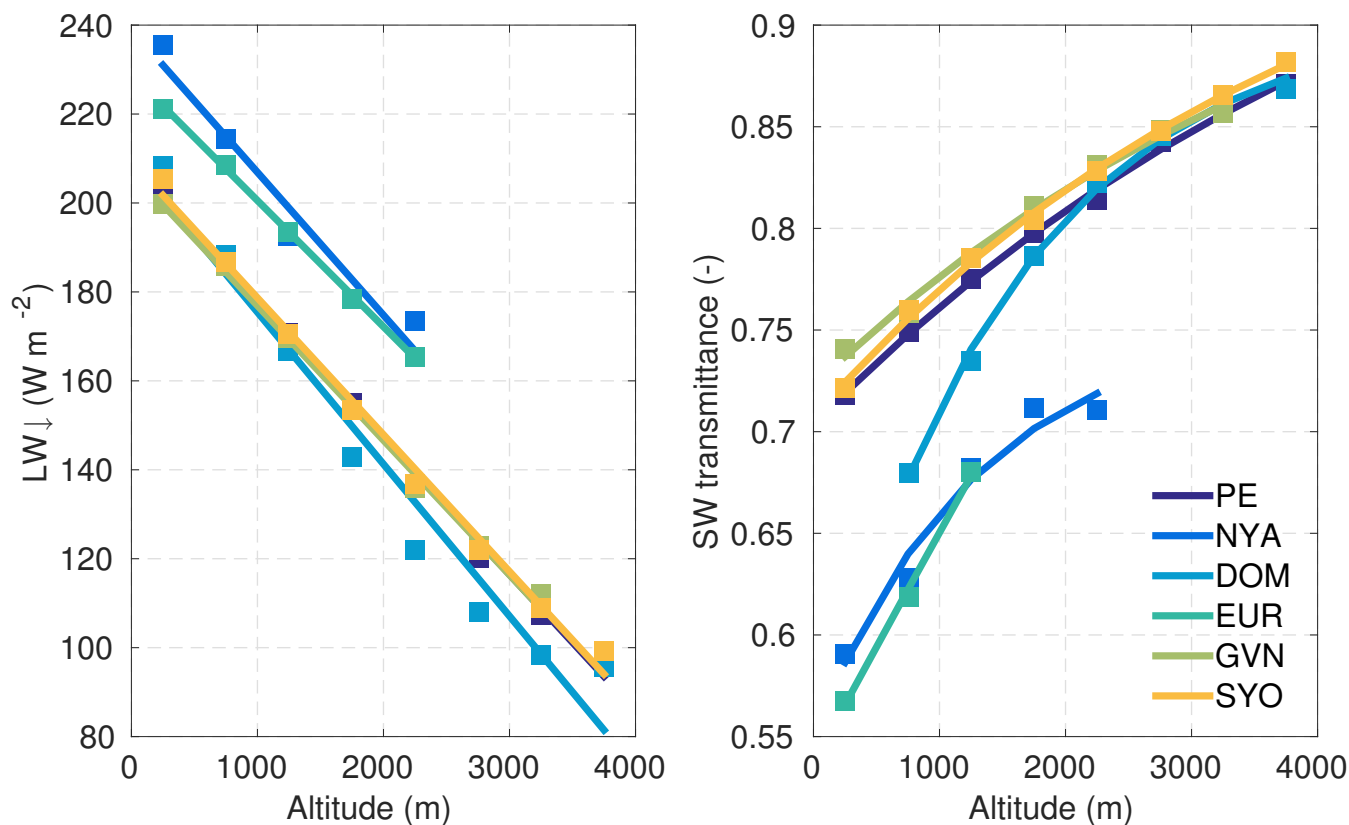 240
220
200
180
160
140
120
100
80
LW↓ (W m⁻²)
0 1000 2000 3000 4000
Altitude (m)
0.9
0.85
0.8
0.75
0.7
0.65
0.6
0.55
SW transmittance (-)
PE
NYA
DOM
EUR
GVN
SYO
0 1000 2000 3000 4000
Altitude (m)